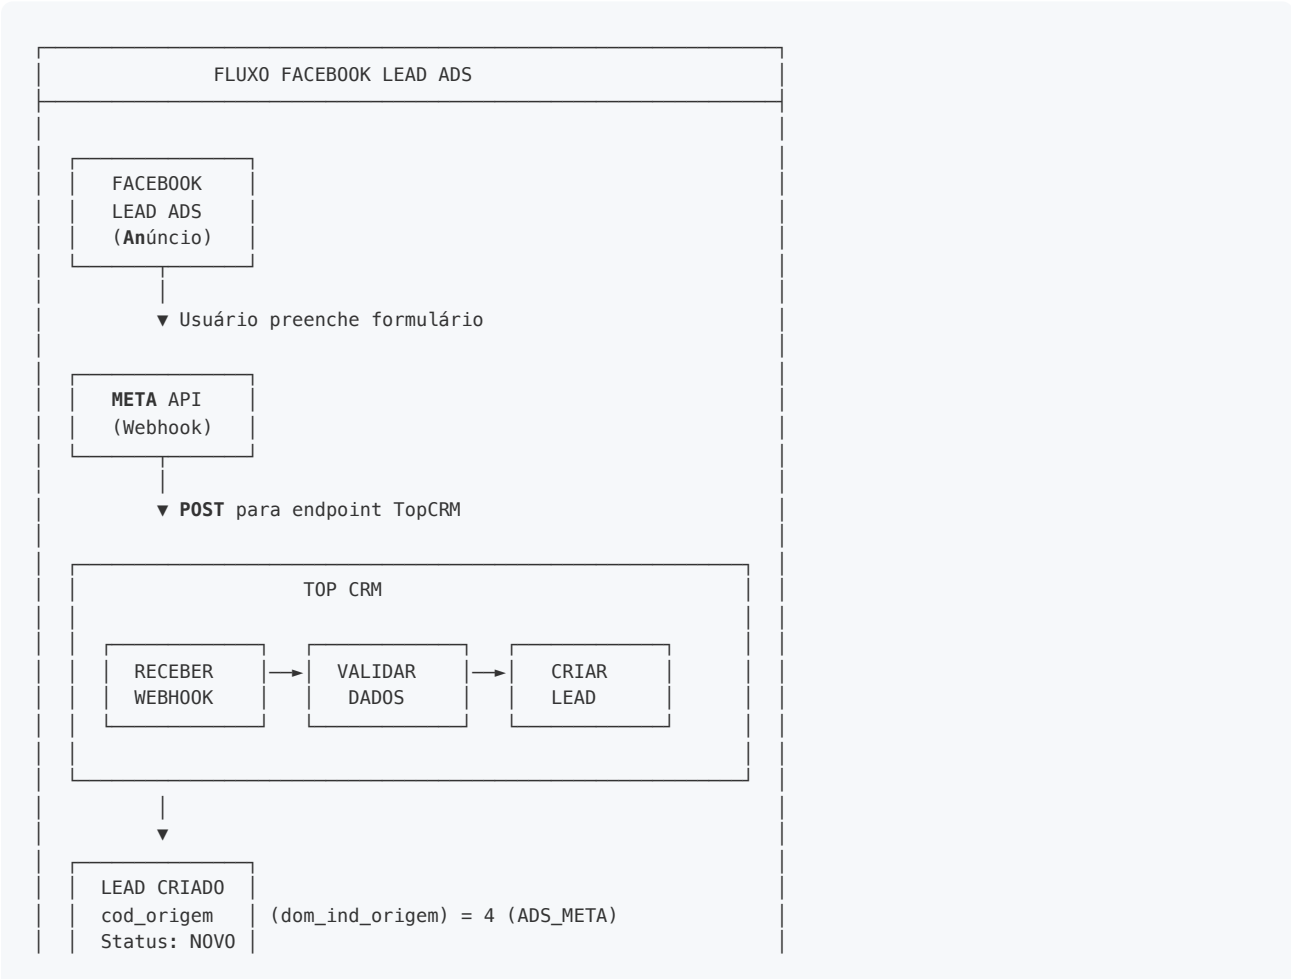 FLUXO FACEBOOK LEAD ADS
FACEBOOK
LEAD ADS
(Anúncio)
▼ Usuário preenche formulário
META API
(Webhook)
▼ POST para endpoint TopCRM
TOP CRM
RECEBER VALIDAR CRIAR
WEBHOOK DADOS LEAD
▼
LEAD CRIADO
cod_origem (dom_ind_origem) = 4 (ADS_META)
Status: NOVO